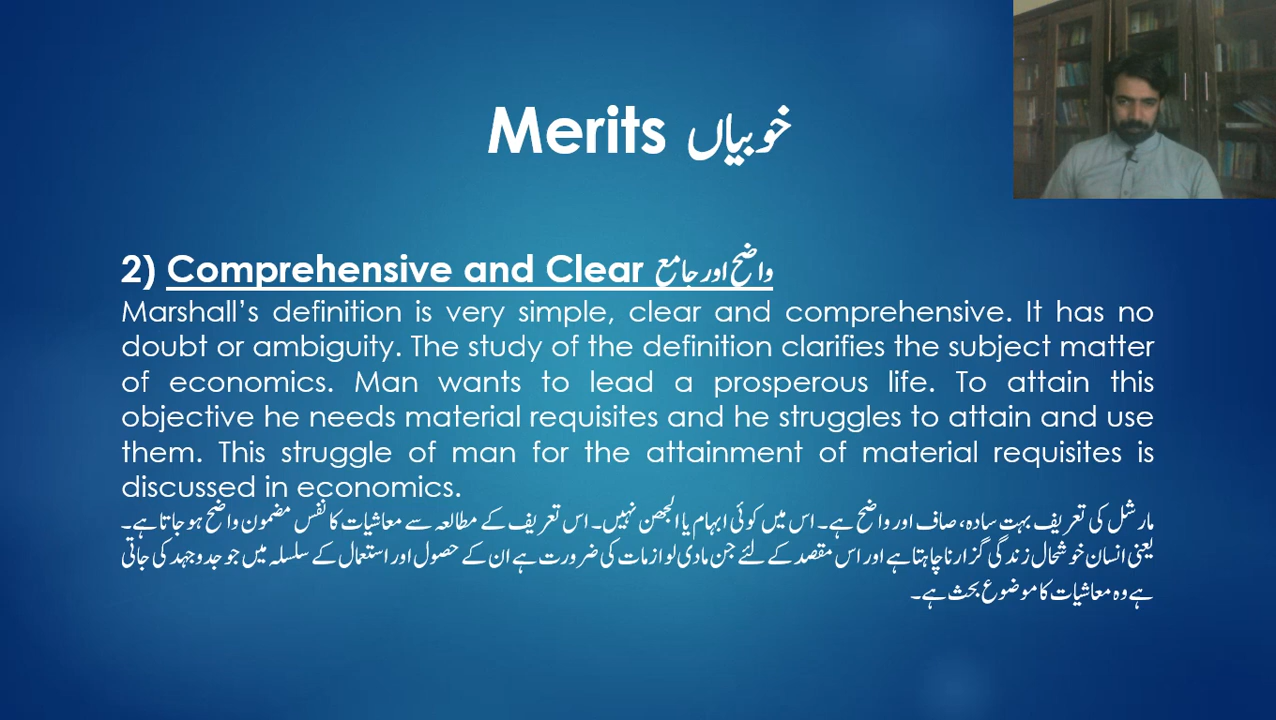 Merits خوبیاں
2) Comprehensive and Clear واضح اور جامع
Marshall’s definition is very simple, clear and comprehensive. It has no
doubt or ambiguity. The study of the definition clarifies the subject matter
of economics. Man wants to lead a prosperous life. To attain this
objective he needs material requisites and he struggles to attain and use
them. This struggle of man for the attainment of material requisites is
discussed in economics.
مارشل کی تعریف بہت سادہ، صاف اور واضح ہے۔ اس میں کوئی ابہام یا الجھن نہیں۔ اس تعریف کے مطالعہ سے معاشیات کا نفس مضمون واضح ہو جاتا ہے۔
یعنی انسان خوشحال زندگی گزارنا چاہتا ہے اور اس مقصد کے لئے جن مادی لوازمات کی ضرورت ہے ان کے حصول اور استعمال کے سلسلہ میں جو جدوجہد کی جاتی
ہے وہ معاشیات کا موضوع بحث ہے۔